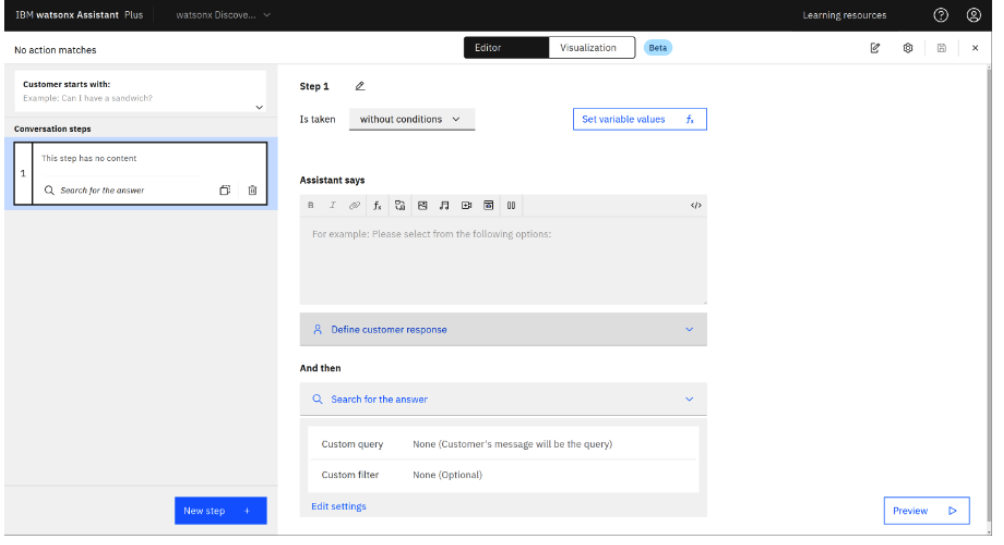 IBM watsonx Assistant Plus
watsonx Discove...
Learning resources
No action matches
Editor
Visualization
Beta
Customer starts with:
Example: Can I have a sandwich?
Conversation steps
1
This step has no content
Search for the answer
New step +
Step 1
Is taken
without conditions
Set variable values
fx
Assistant says
B I fx </>
For example: Please select from the following options:
Define customer response
And then
Search for the answer
Custom query None (Customer's message will be the query)
Custom filter None (Optional)
Edit settings
Preview